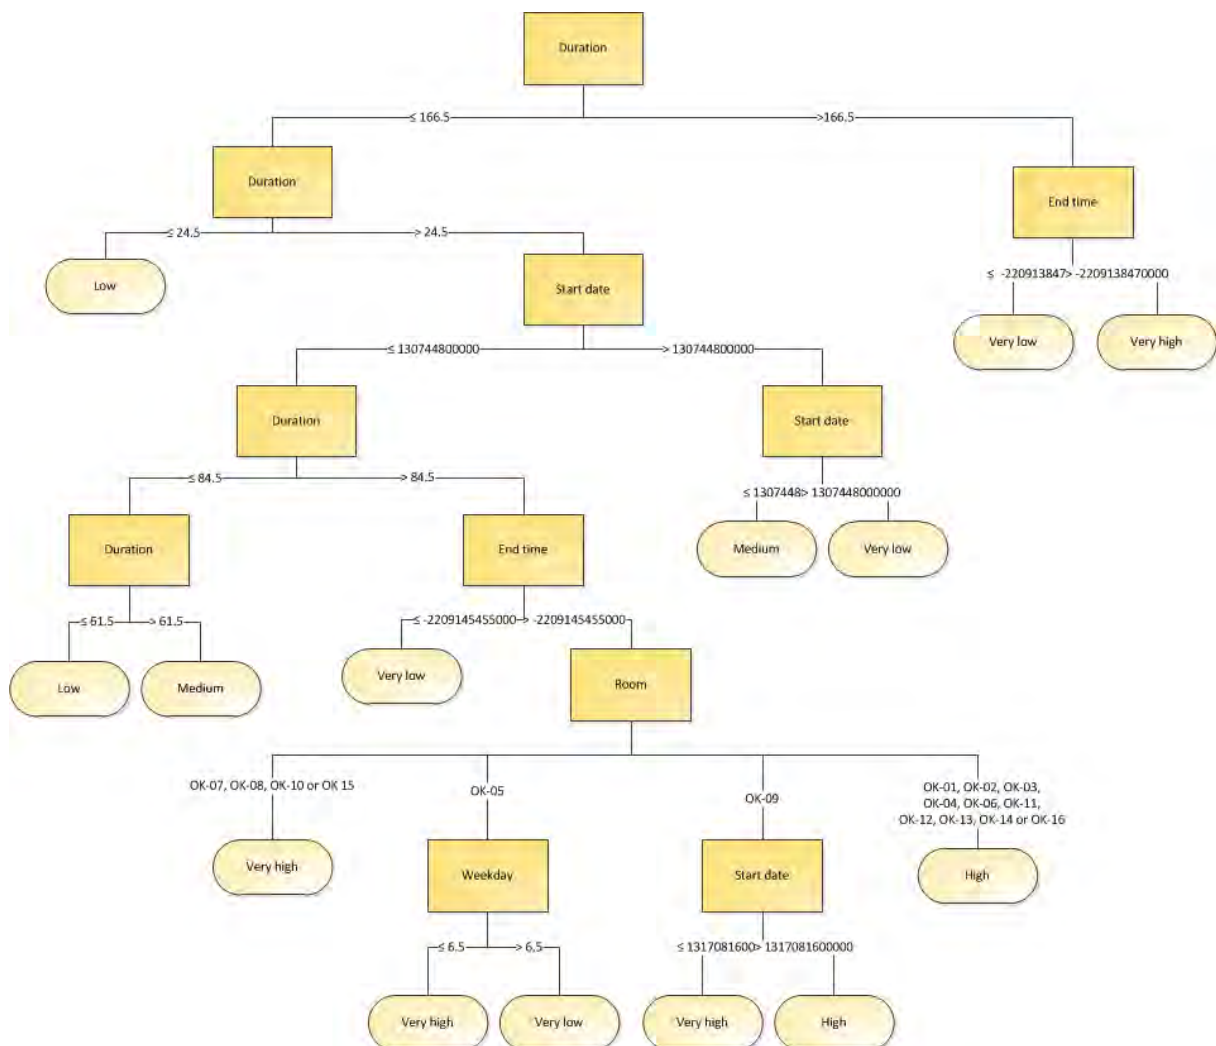 Duration
≤ 166.5
>166.5
Duration
End time
≤ 24.5
> 24.5
≤ -220913847> -2209138470000
Low
Start date
Very low
Very high
≤ 130744800000
> 130744800000
Duration
Start date
≤ 84.5
> 84.5
≤ 1307448> 1307448000000
Duration
End time
Medium
Very low
≤ 61.5
> 61.5
≤ -2209145455000 > -2209145455000
Low
Medium
Very low
Room
OK-07, OK-08, OK-10 or OK 15
OK-05
OK-09
OK-01, OK-02, OK-03,
OK-04, OK-06, OK-11,
OK-12, OK-13, OK-14 or OK-16
Very high
Weekday
Start date
High
≤ 6.5
> 6,5
≤ 1317081600> 1317081600000
Very high
Very low
Very high
High